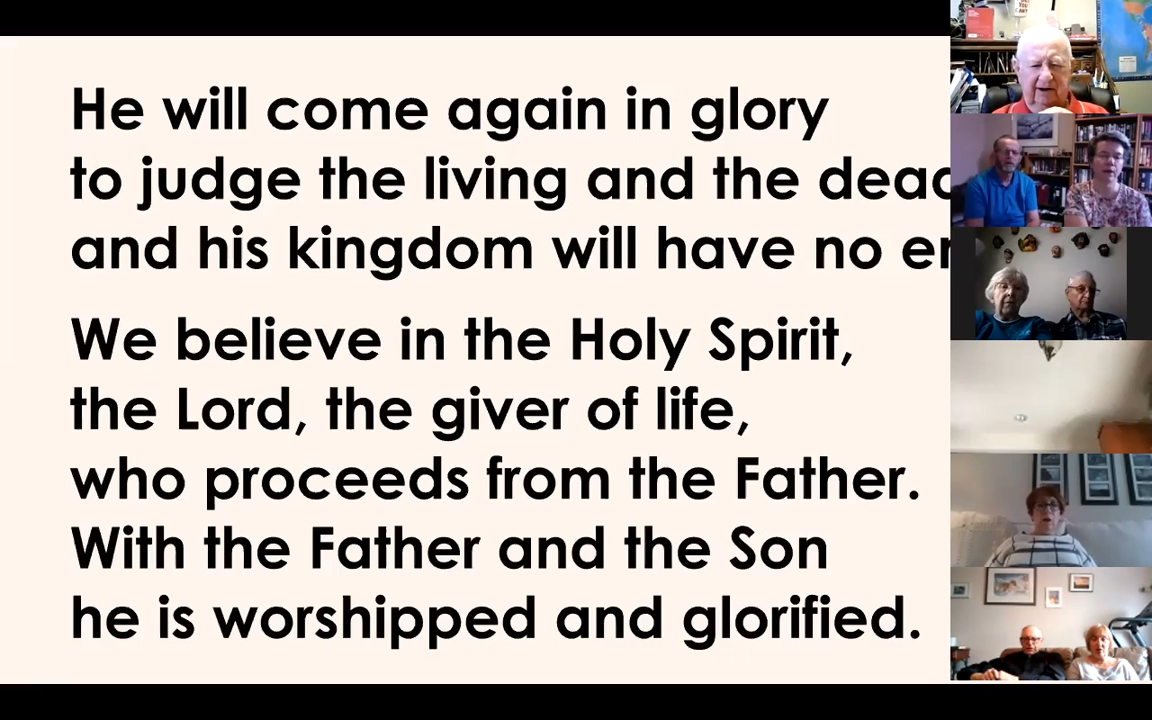 He will come again in glory
to judge the living and the
and his kingdom will have no
We believe in the Holy Spirit,
the Lord, the giver of life,
who proceeds from the Father.
With the Father and the Son
he is worshipped and glorified.